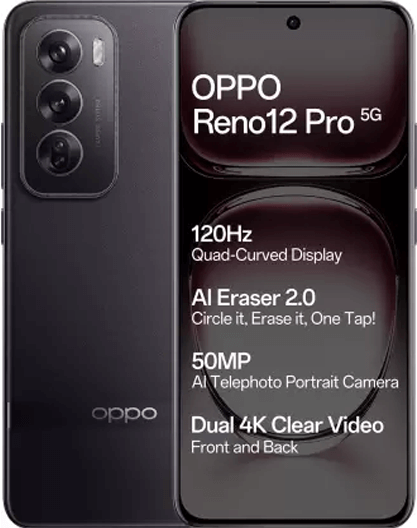 OPPO
Reno12 Pro 5G
120Hz
Quad-Curved Display
AI Eraser 2.0
Circle it, Erase it, One Tap!
50MP
AI Telephoto Portrait Camera
Dual 4K Clear Video
Front and Back
oppo